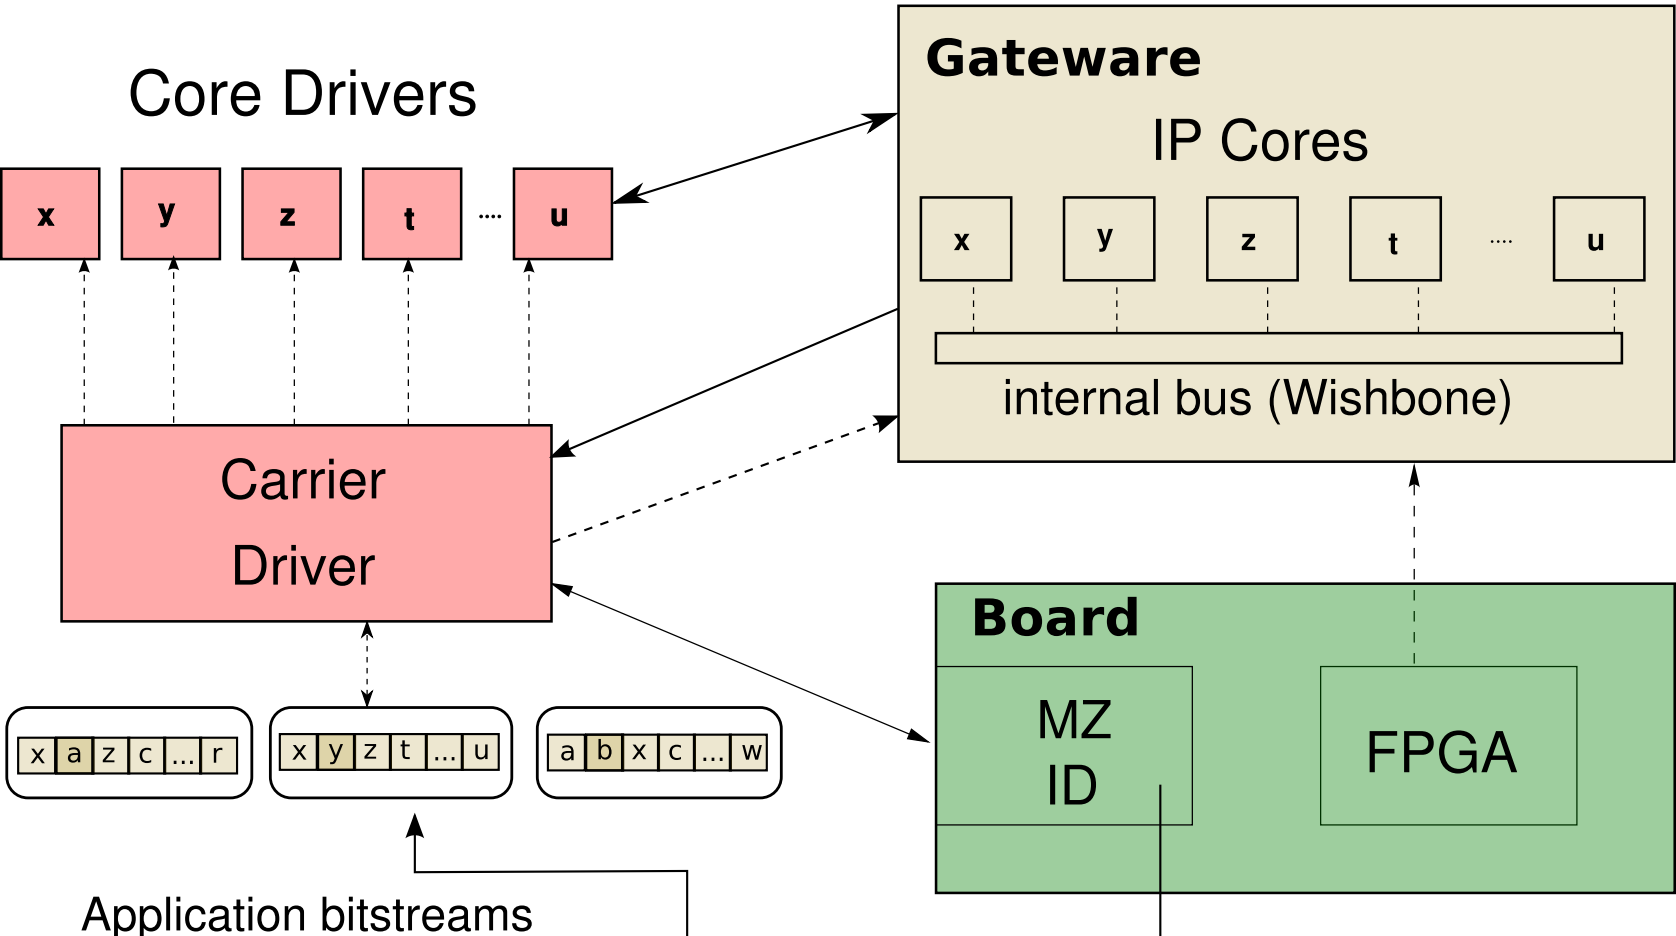 Core Drivers
x y z t .... u
Gateware
IP Cores
x y z t .... u
internal bus (Wishbone)
Carrier
Driver
Board
MZ
ID
FPGA
x a z c ... r
x y z t ... u
a b x c ... w
Application bitstreams